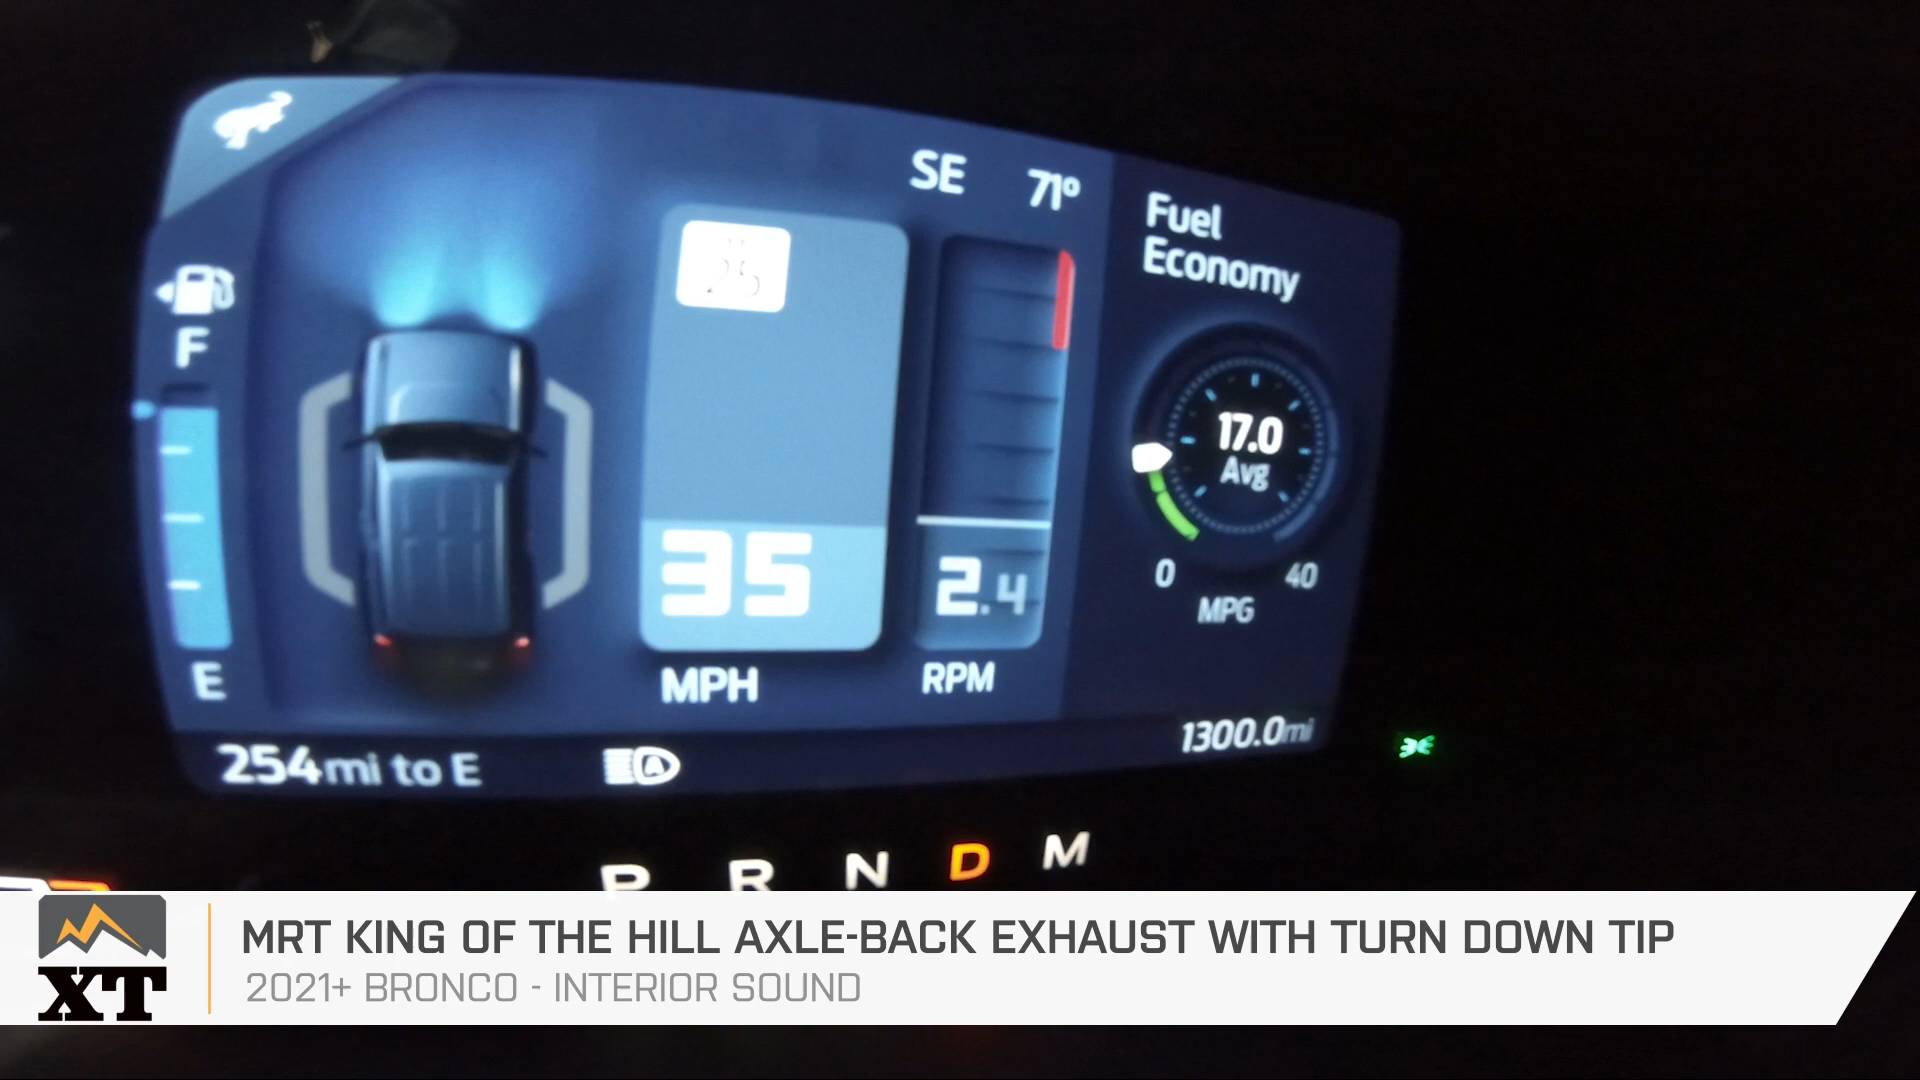 SE 71°
Fuel
Economy
25
F
17.0
Avg
35
2.4
0 40
MPG
E
MPH
RPM
1300.0mi
254mi to E
A
P R N D M
XT
MRT KING OF THE HILL AXLE-BACK EXHAUST WITH TURN DOWN TIP
2021+ BRONCO - INTERIOR SOUND